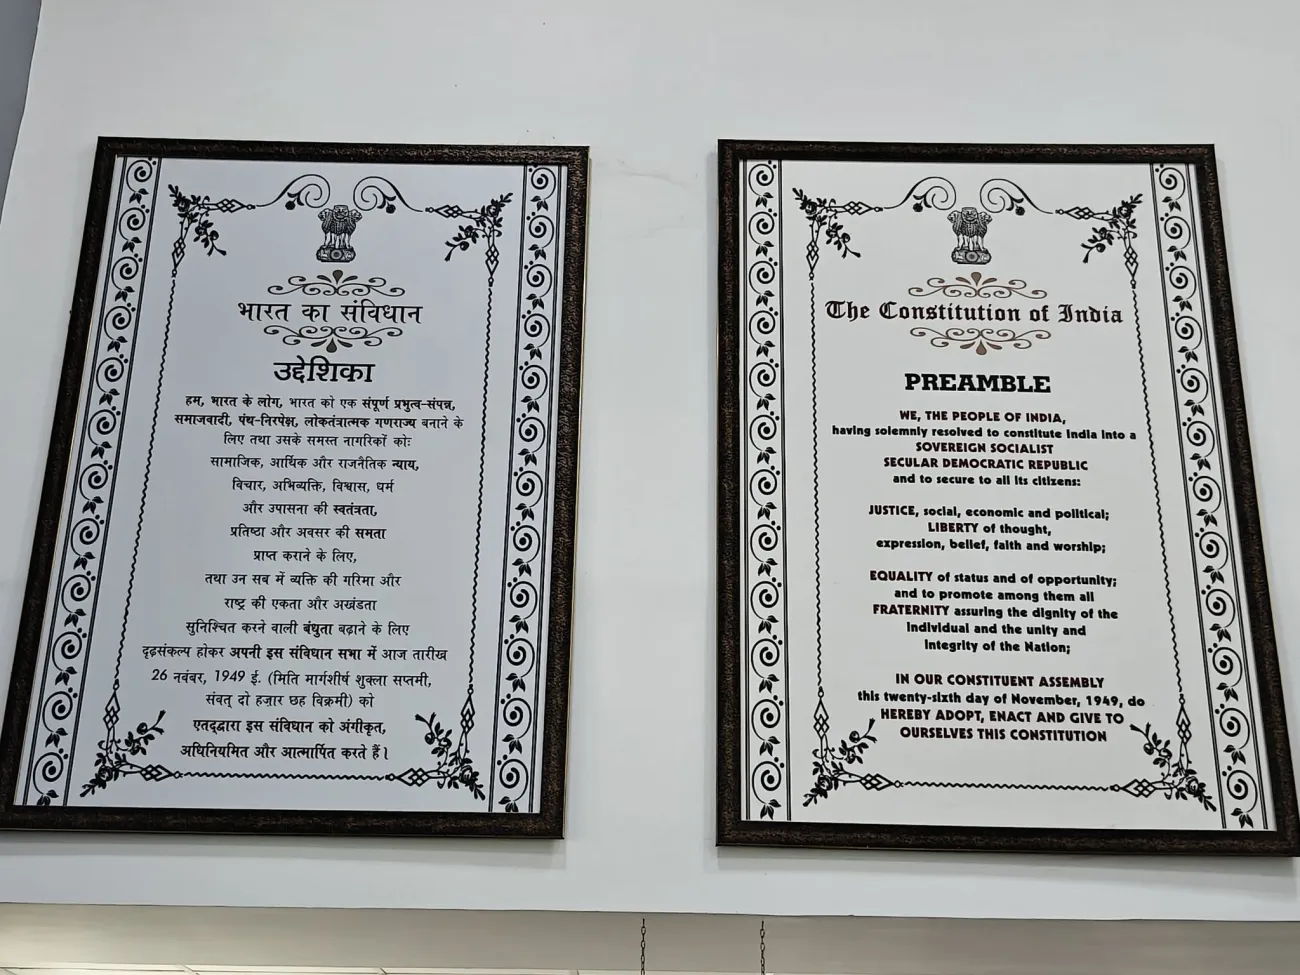 भारत का संविधान
उद्देशिका
हम, भारत के लोग, भारत को एक संपूर्ण प्रभुत्व-संपन्न,
समाजवादी, पंथ-निरपेक्ष, लोकतंत्रात्मक गणराज्य बनाने के
लिए तथा उसके समस्त नागरिकों कोः
सामाजिक, आर्थिक और राजनैतिक न्याय,
विचार, अभिव्यक्ति, विश्वास, धर्म
और उपासना की स्वतंत्रता,
प्रतिष्ठा और अवसर की समता
प्राप्त कराने के लिए,
तथा उन सब में व्यक्ति की गरिमा और
राष्ट्र की एकता और अखंडता
सुनिश्चित करने वाली बंधुता बढ़ाने के लिए
दृढ़संकल्प होकर अपनी इस संविधान सभा में आज तारीख
26 नवंबर, 1949 ई. (मिति मार्गशीर्ष शुक्ला सप्तमी,
संवत् दो हज़ार छह विक्रमी) को
एतद्द्वारा इस संविधान को अंगीकृत,
अधिनियमित और आत्मार्पित करते हैं।
The Constitution of India
PREAMBLE
WE, THE PEOPLE OF INDIA,
having solemnly resolved to constitute India into a
SOVEREIGN SOCIALIST
SECULAR DEMOCRATIC REPUBLIC
and to secure to all its citizens:
JUSTICE, social, economic and political;
LIBERTY of thought,
expression, belief, faith and worship;
EQUALITY of status and of opportunity;
and to promote among them all
FRATERNITY assuring the dignity of the
individual and the unity and
integrity of the Nation;
IN OUR CONSTITUENT ASSEMBLY
this twenty-sixth day of November, 1949, do
HEREBY ADOPT, ENACT AND GIVE TO
OURSELVES THIS CONSTITUTION